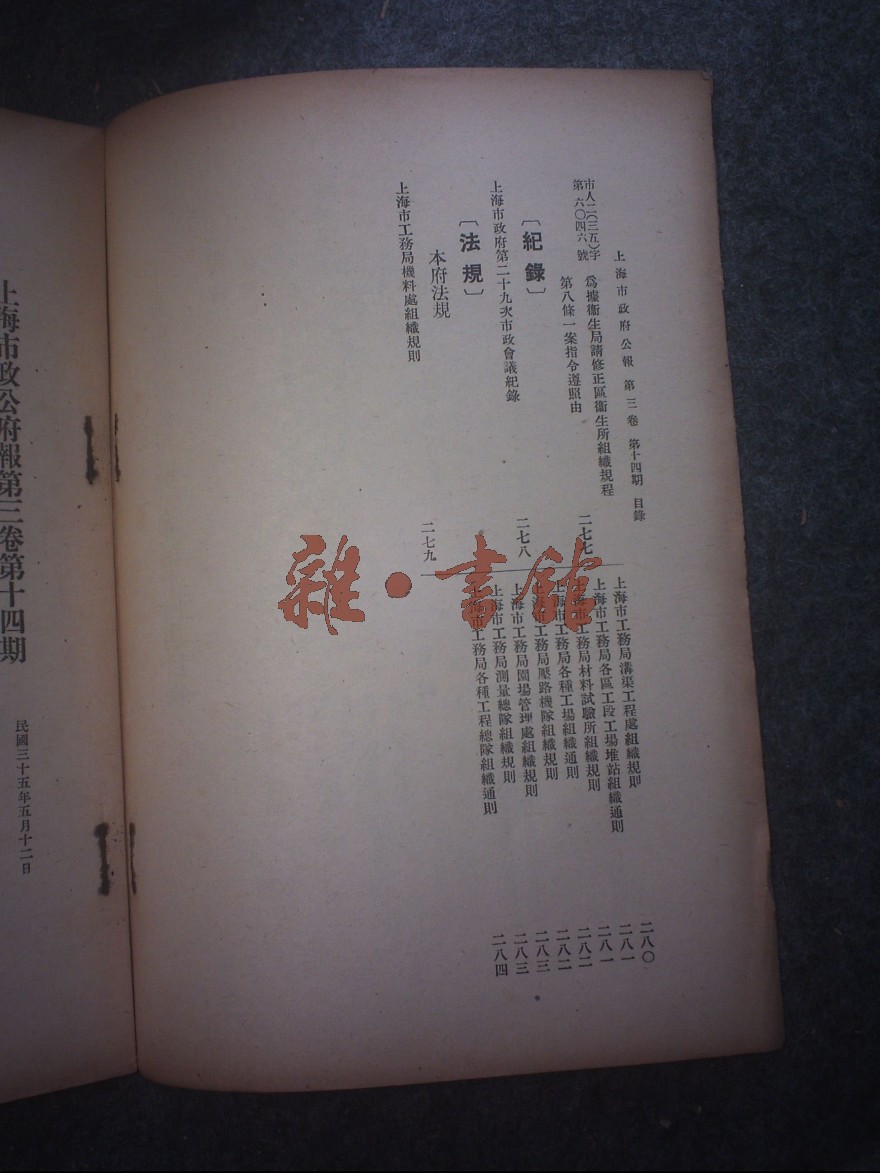 上海市政府公報　第三卷　第十四期　目錄
市人二(三五)字
第六〇四六號
為據衞生局請修正區衞生所組織規程
第八條一案指令遵照由
二七七
〔紀錄〕
上海市政府第二十九次市政會議紀錄
二七八
〔法規〕
本府法規
上海市工務局機料處組織規則
二七九
上海市工務局溝渠工程處組織規則
二八〇
上海市工務局各區工段工場堆站組織通則
二八一
上海市工務局材料試驗所組織規則
二八一
上海市工務局各種工場組織通則
二八二
上海市工務局壓路機隊組織規則
二八二
上海市工務局園場管理處組織規則
二八三
上海市工務局測量總隊組織規則
二八三
上海市工務局各種工程總隊組織通則
二八四
上海市政公府報第三卷第十四期
民國三十五年五月十二日
雜·書館